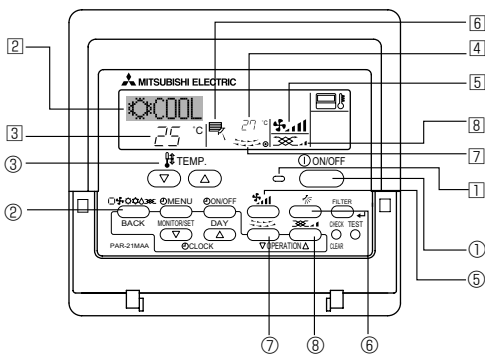 6
2
4
MITSUBISHI ELECTRIC
5
COOL
27 °C
3
25 °C
8
7
③ TEMP.
ON/OFF
1
②
MENU ON/OFF FILTER
BACK MONITOR/SET DAY CHECK TEST
PAR-21MAA CLOCK OPERATION CLEAR
①
⑤
⑦ ⑧ ⑥